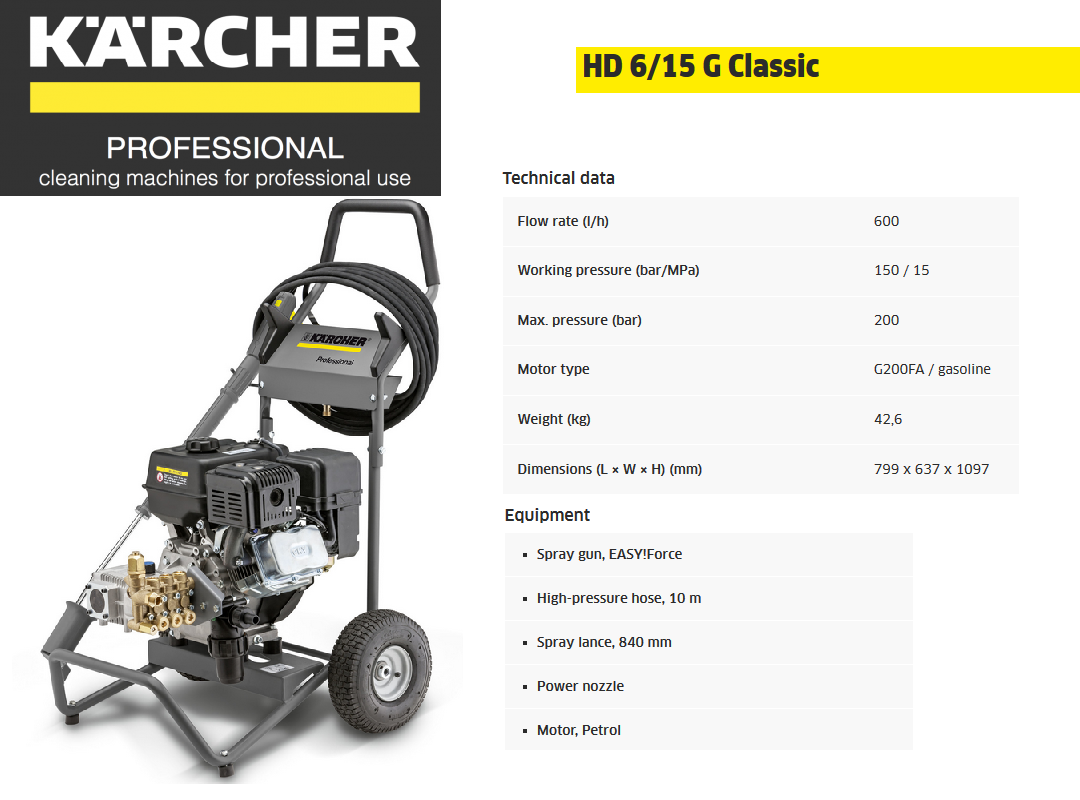 KÄRCHER
PROFESSIONAL
cleaning machines for professional use
HD 6/15 G Classic
Technical data
Flow rate (l/h) 600
Working pressure (bar/MPa) 150 / 15
Max. pressure (bar) 200
Motor type G200FA / gasoline
Weight (kg) 42,6
Dimensions (L × W × H) (mm) 799 x 637 x 1097
Equipment
▪ Spray gun, EASY!Force
▪ High-pressure hose, 10 m
▪ Spray lance, 840 mm
▪ Power nozzle
▪ Motor, Petrol
KÄRCHER
Professional